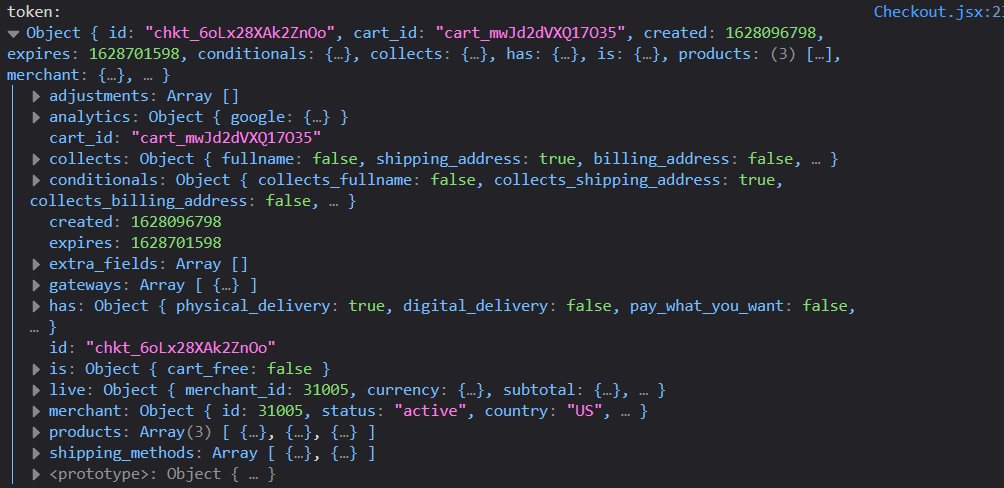 token: Checkout.jsx:2
Object { id: "chkt_6oLx28XAk2ZnOo", cart_id: "cart_mwJd2dVXQ17O35", created: 1628096798,
expires: 1628701598, conditionals: {…}, collects: {…}, has: {…}, is: {…}, products: (3) […],
merchant: {…}, … }
adjustments: Array []
analytics: Object { google: {…} }
cart_id: "cart_mwJd2dVXQ17O35"
collects: Object { fullname: false, shipping_address: true, billing_address: false, … }
conditionals: Object { collects_fullname: false, collects_shipping_address: true,
collects_billing_address: false, … }
created: 1628096798
expires: 1628701598
extra_fields: Array []
gateways: Array [ {…} ]
has: Object { physical_delivery: true, digital_delivery: false, pay_what_you_want: false,
… }
id: "chkt_6oLx28XAk2ZnOo"
is: Object { cart_free: false }
live: Object { merchant_id: 31005, currency: {…}, subtotal: {…}, … }
merchant: Object { id: 31005, status: "active", country: "US", … }
products: Array(3) [ {…}, {…}, {…} ]
shipping_methods: Array [ {…}, {…} ]
<prototype>: Object { … }